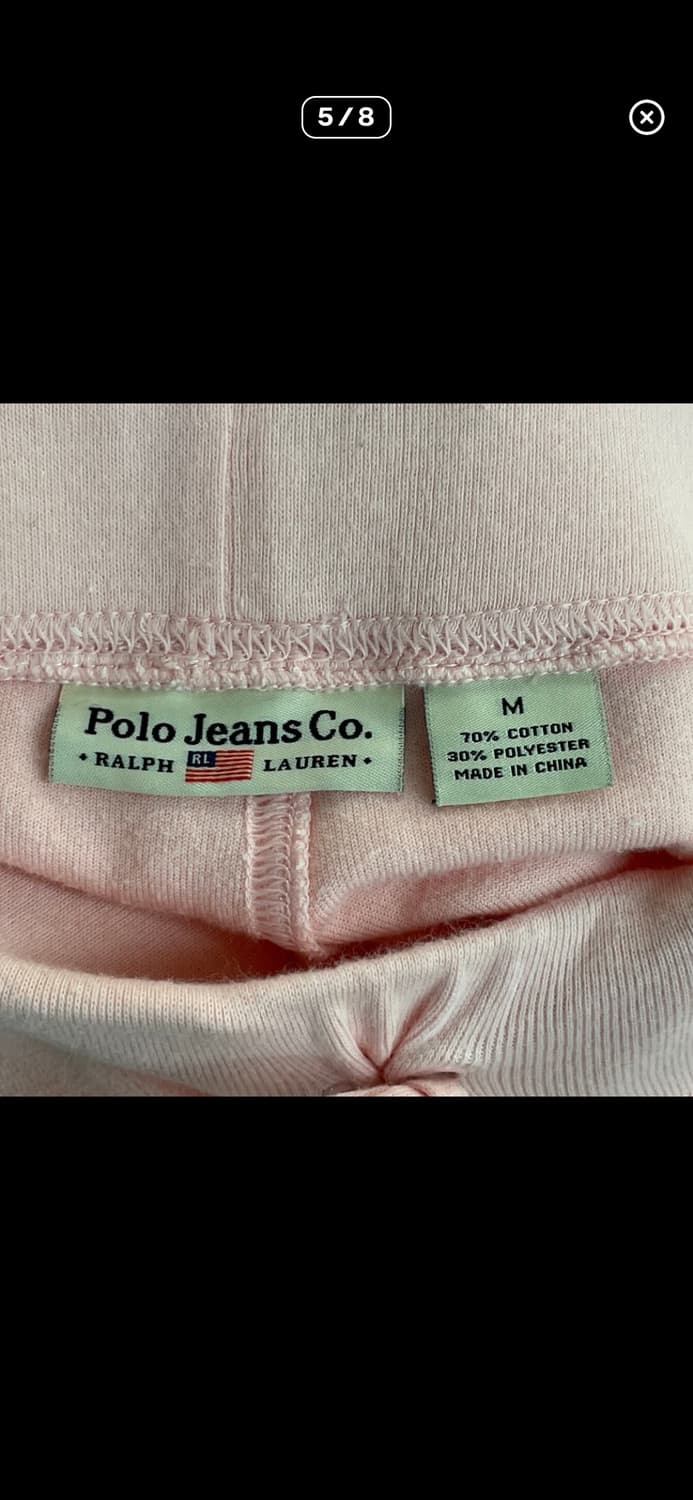 5/8
Polo Jeans Co.
RALPH RL LAUREN
M
70% COTTON
30% POLYESTER
MADE IN CHINA